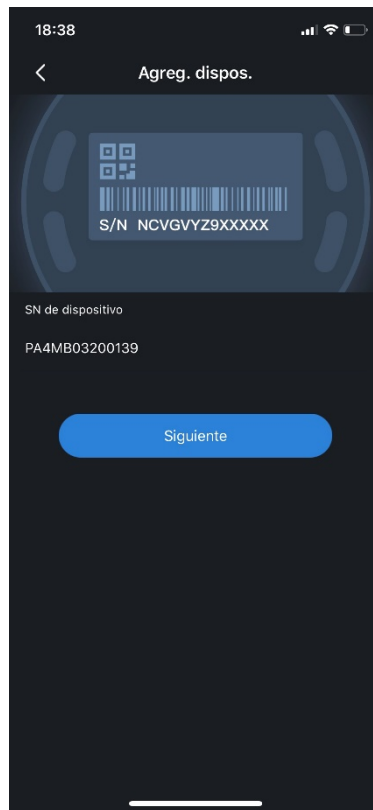 18:38
Agreg. dispos.
S/N NCVGVYZ9XXXXX
SN de dispositivo
PA4MB03200139
Siguiente